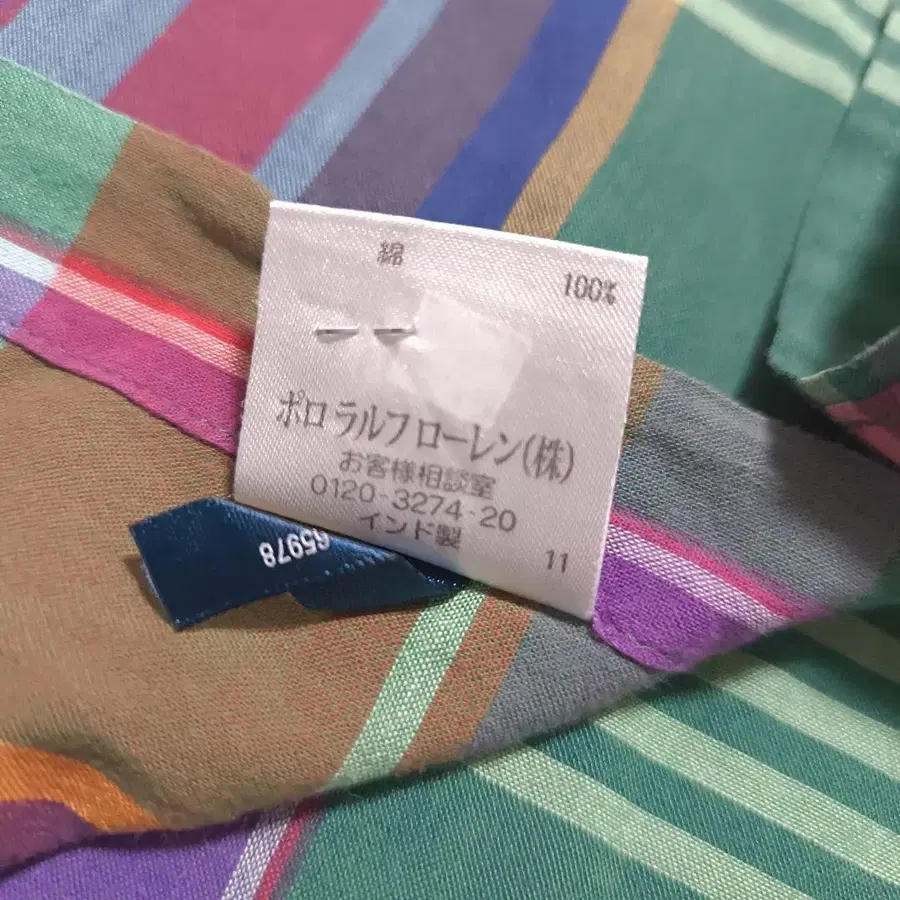 綿 100%
ポロ ラルフ ローレン(株)
お客様相談室
0120-3274-20
インド製
11
65978